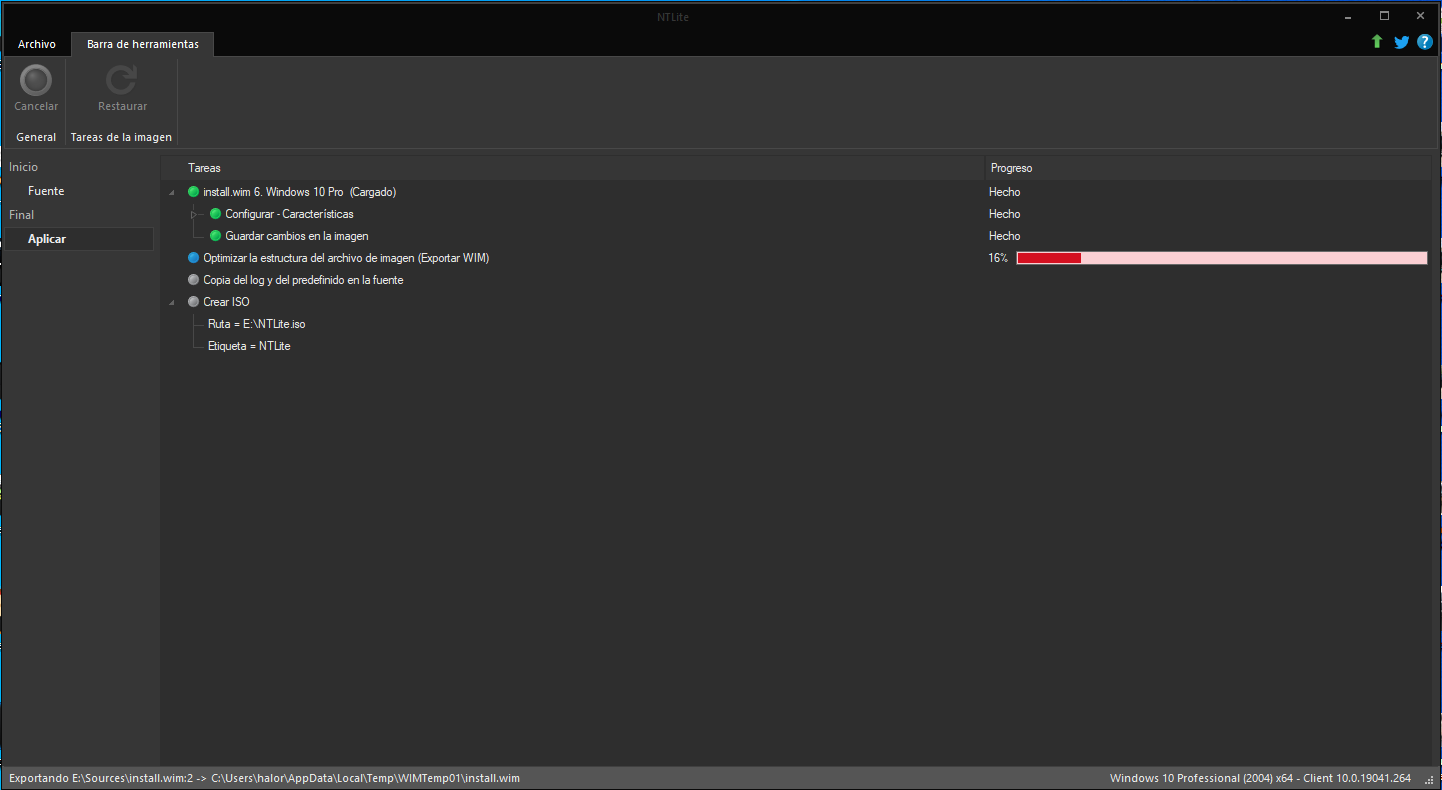 NTLite
Archivo
Barra de herramientas
?
Cancelar
Restaurar
General
Tareas de la imagen
Inicio
Fuente
Final
Aplicar
Tareas
Progreso
install.wim 6. Windows 10 Pro (Cargado)
Hecho
Configurar - Características
Hecho
Guardar cambios en la imagen
Hecho
Optimizar la estructura del archivo de imagen (Exportar WIM)
16%
Copia del log y del predefinido en la fuente
Crear ISO
Ruta = E:\NTLite.iso
Etiqueta = NTLite
Exportando E:\Sources\install.wim:2 -> C:\Users\halor\AppData\Local\Temp\WIMTemp01\install.wim
Windows 10 Professional (2004) x64 - Client 10.0.19041.264